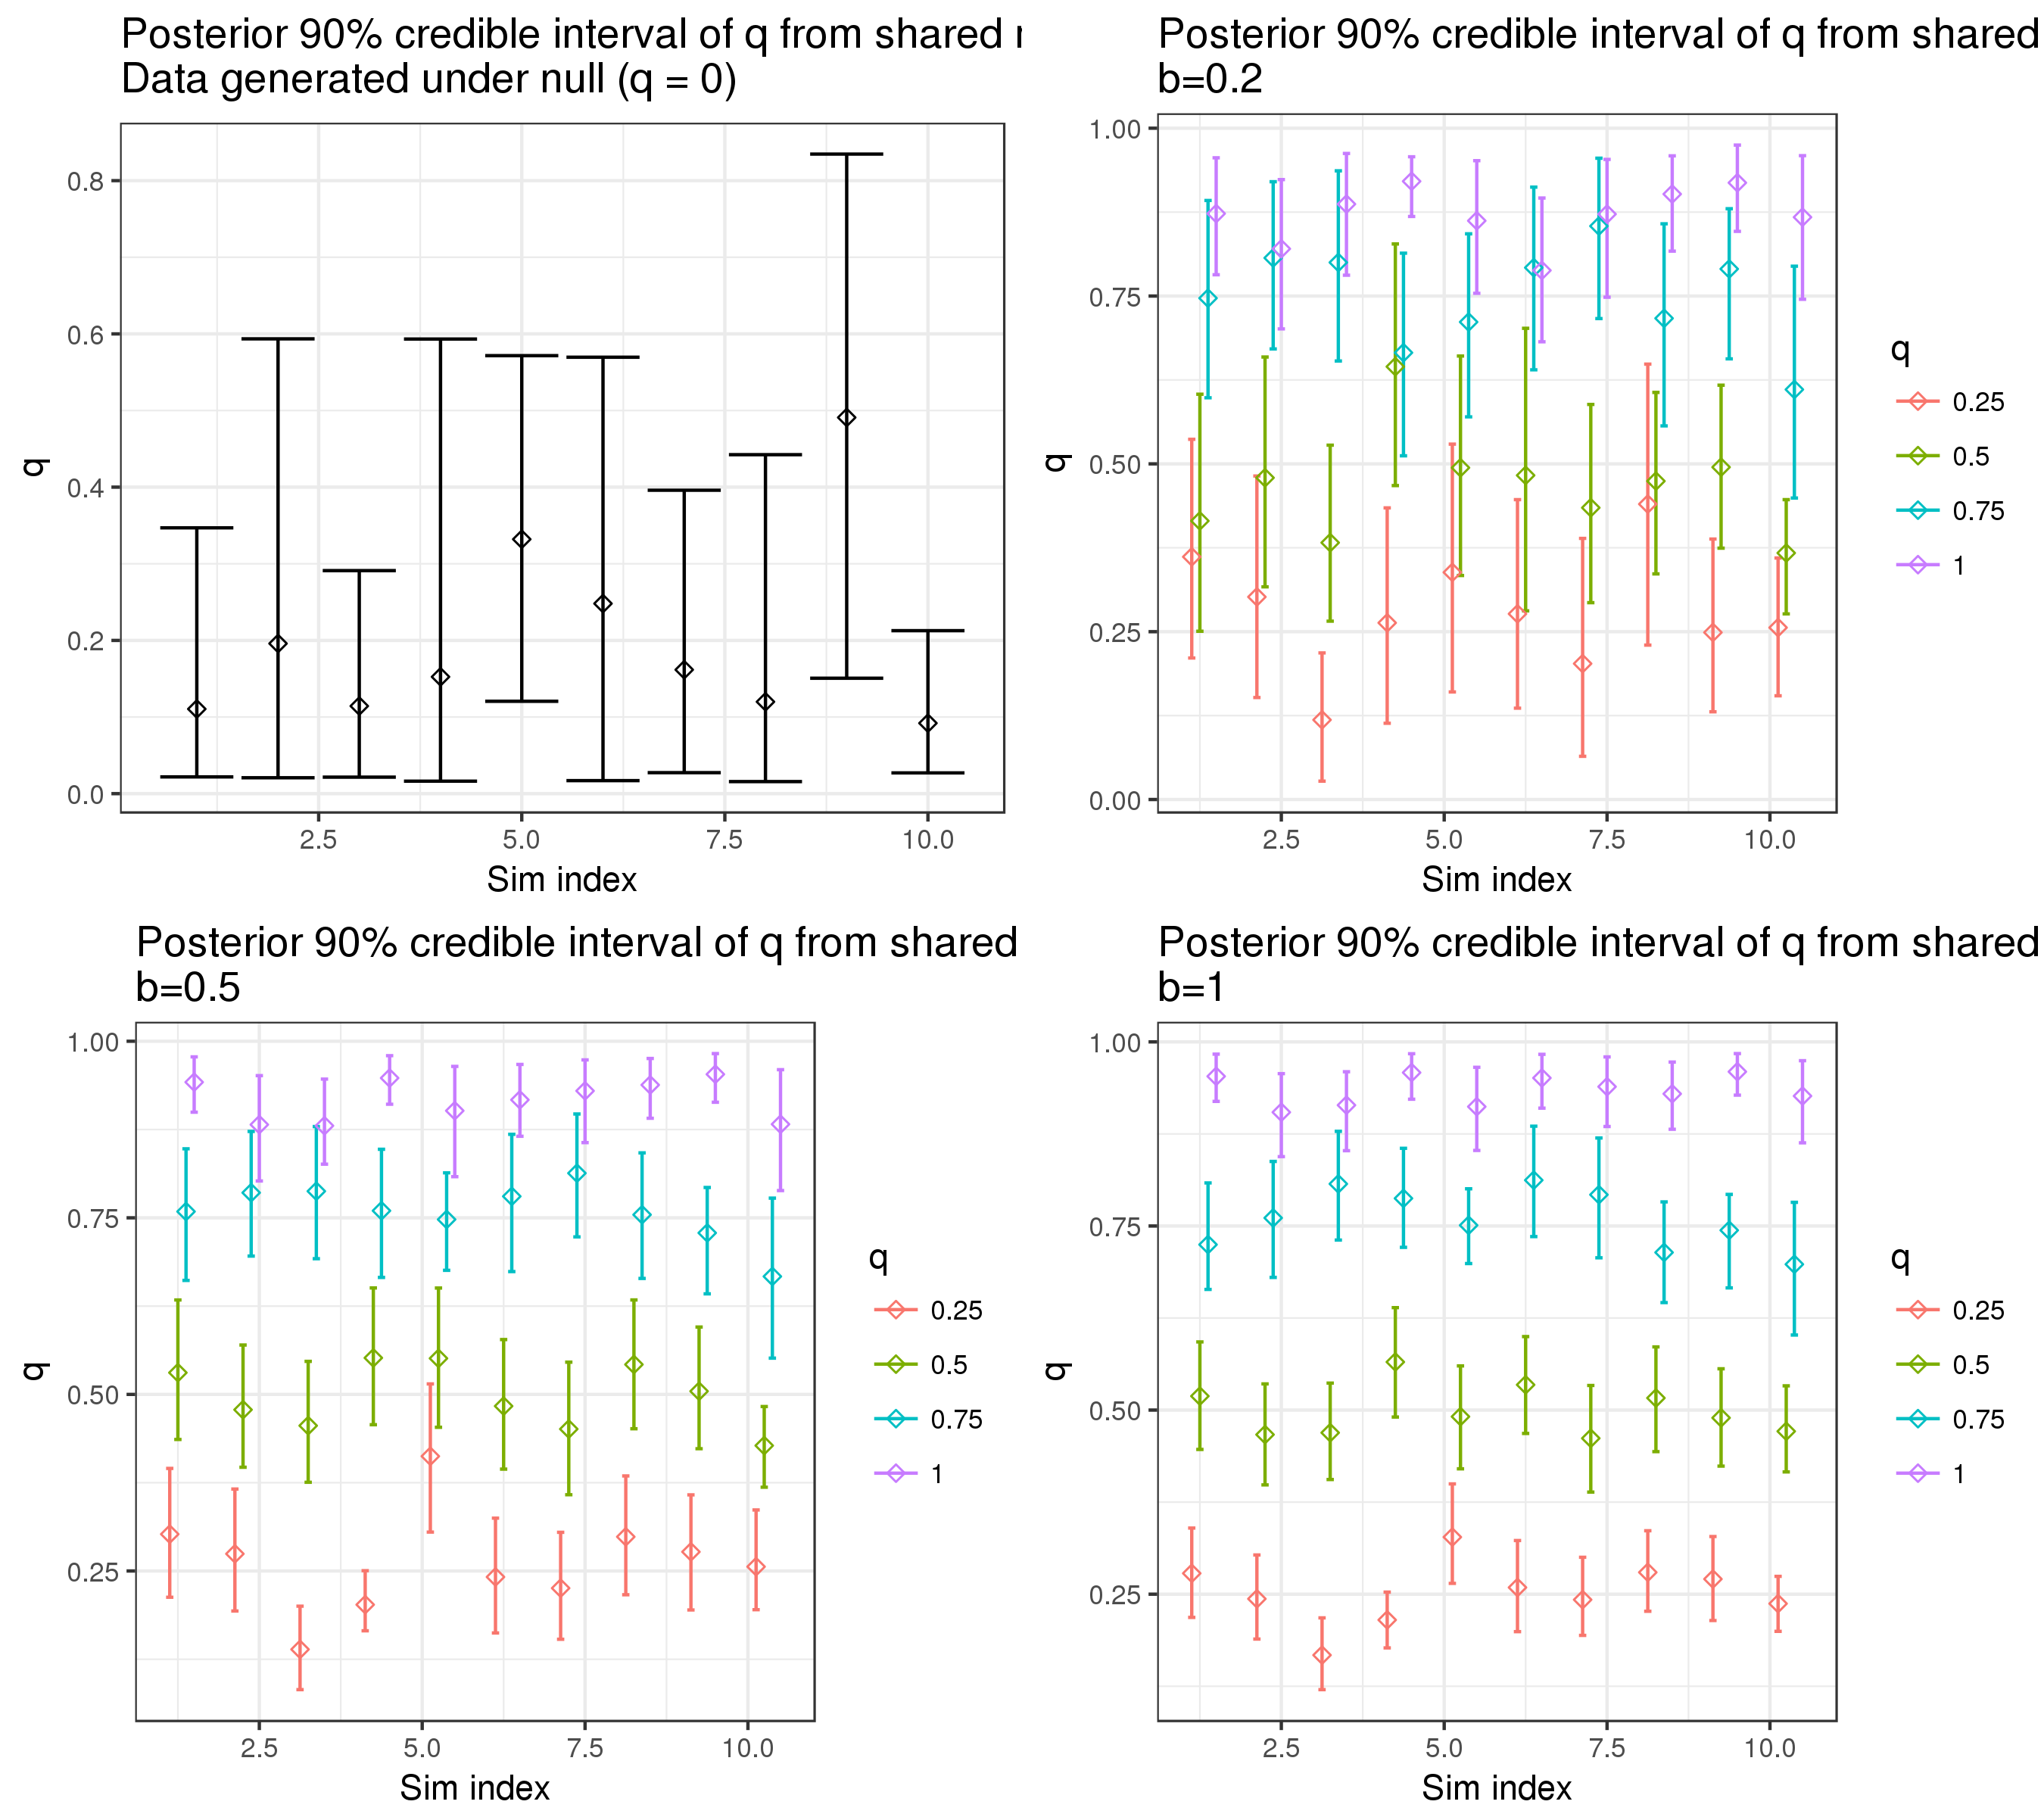 Posterior 90% credible interval of q from shared
Data generated under null (q = 0)
q
0.8
0.6
0.4
0.2
0.0
2.5 5.0 7.5 10.0
Sim index
Posterior 90% credible interval of q from shared
b=0.2
q
1.00
0.75
0.50
0.25
0.00
2.5 5.0 7.5 10.0
Sim index
q
0.25
0.5
0.75
1
Posterior 90% credible interval of q from shared
b=0.5
q
1.00
0.75
0.50
0.25
2.5 5.0 7.5 10.0
Sim index
q
0.25
0.5
0.75
1
Posterior 90% credible interval of q from shared
b=1
q
1.00
0.75
0.50
0.25
2.5 5.0 7.5 10.0
Sim index
q
0.25
0.5
0.75
1